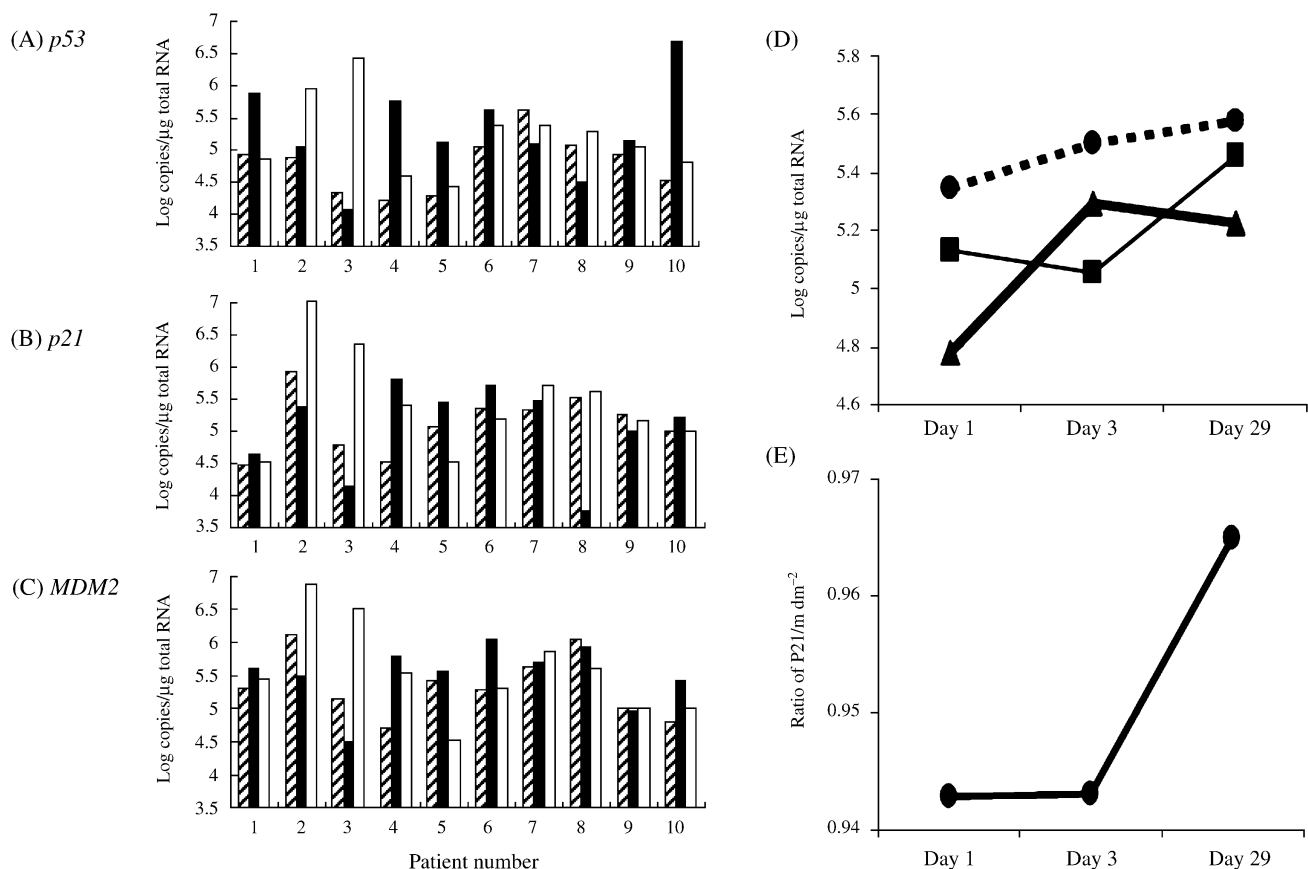 (A) p53
Log copies/µg total RNA
7
6.5
6
5.5
5
4.5
4
3.5
1 2 3 4 5 6 7 8 9 10
(B) p21
Log copies/µg total RNA
7
6.5
6
5.5
5
4.5
4
3.5
1 2 3 4 5 6 7 8 9 10
(C) MDM2
Log copies/µg total RNA
7
6.5
6
5.5
5
4.5
4
3.5
1 2 3 4 5 6 7 8 9 10
Patient number
(D)
Log copies/µg total RNA
5.8
5.6
5.4
5.2
5
4.8
4.6
Day 1 Day 3 Day 29
(E)
Ratio of P21/m dm⁻²
0.97
0.96
0.95
0.94
Day 1 Day 3 Day 29